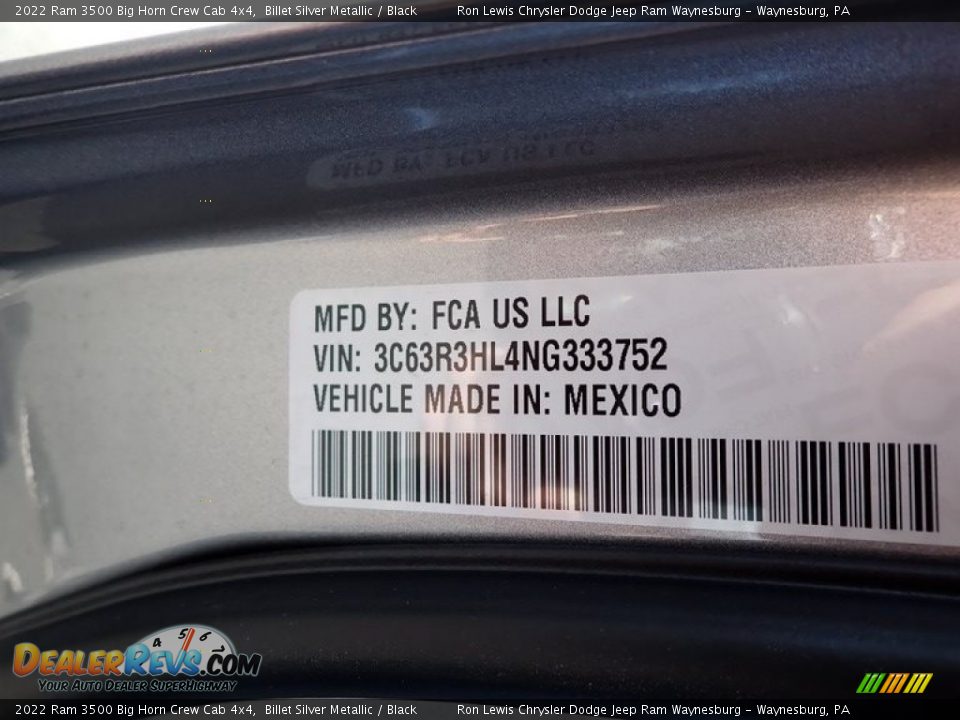 2022 Ram 3500 Big Horn Crew Cab 4x4, Billet Silver Metallic / Black Ron Lewis Chrysler Dodge Jeep Ram Waynesburg - Waynesburg, PA
MFD BY: FCA US LLC
VIN: 3C63R3HL4NG333752
VEHICLE MADE IN: MEXICO
4 5 6
DealerRevs.com
Your Auto Dealer SuperHighway
2022 Ram 3500 Big Horn Crew Cab 4x4, Billet Silver Metallic / Black Ron Lewis Chrysler Dodge Jeep Ram Waynesburg - Waynesburg, PA